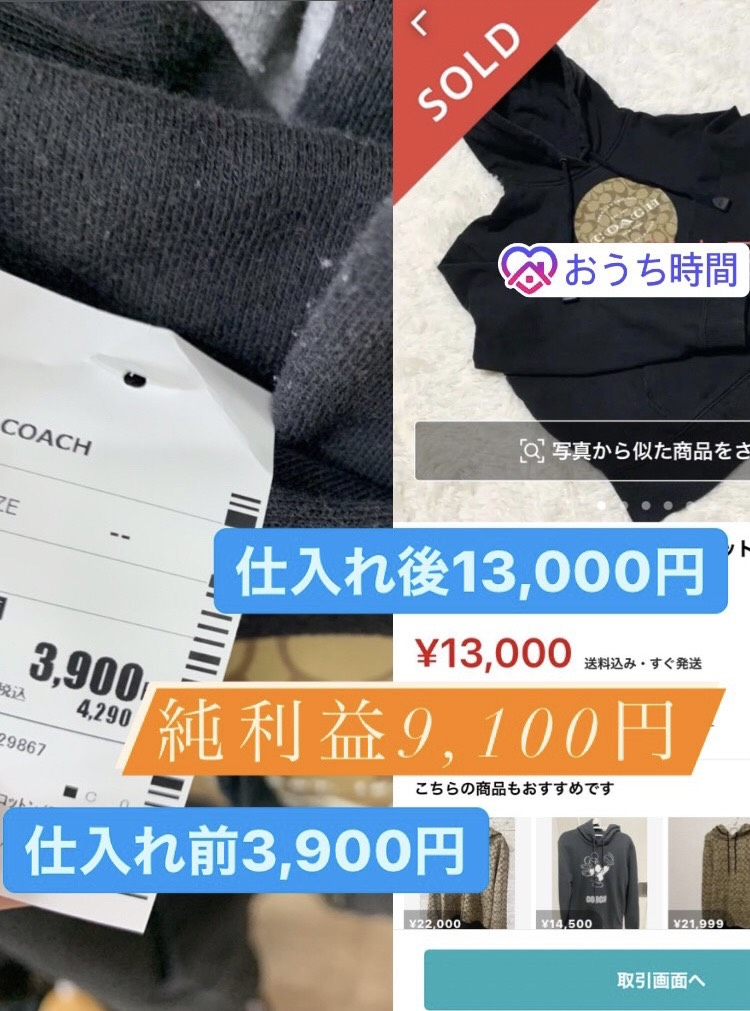 COACH
ZE
--
3,900
税込
4,290
29867
SOLD
COACH
おうち時間
写真から似た商品をさ
仕入れ後13,000円
ット
¥13,000 送料込み・すぐ発送
純利益9,100円
こちらの商品もおすすめです
仕入れ前3,900円
¥22,000
¥14,500
¥21,999
取引画面へ